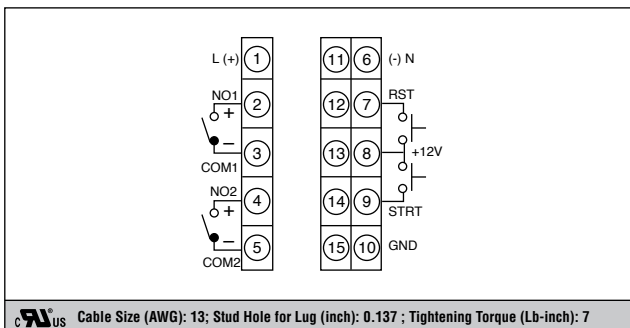 L (+) 1 11 6 (-) N
NO1 2 12 7 RST
+
− 3 13 8 +12V
COM1
NO2 4 14 9 STRT
+
− 5 15 10 GND
COM2
c RU ® US Cable Size (AWG): 13; Stud Hole for Lug (inch): 0.137 ; Tightening Torque (Lb-inch): 7